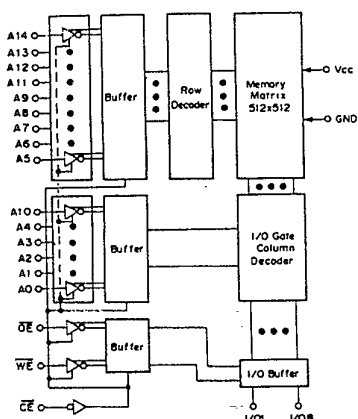 A14
A13
A12
A11
A9
A8
A7
A6
A5
Buffer
Row
Decoder
Memory
Matrix
512x512
Vcc
GND
A10
A4
A3
A2
A1
A0
Buffer
I/O Gate
Column
Decoder
OE
WE
CE
Buffer
I/O Buffer
I/O1
I/O8